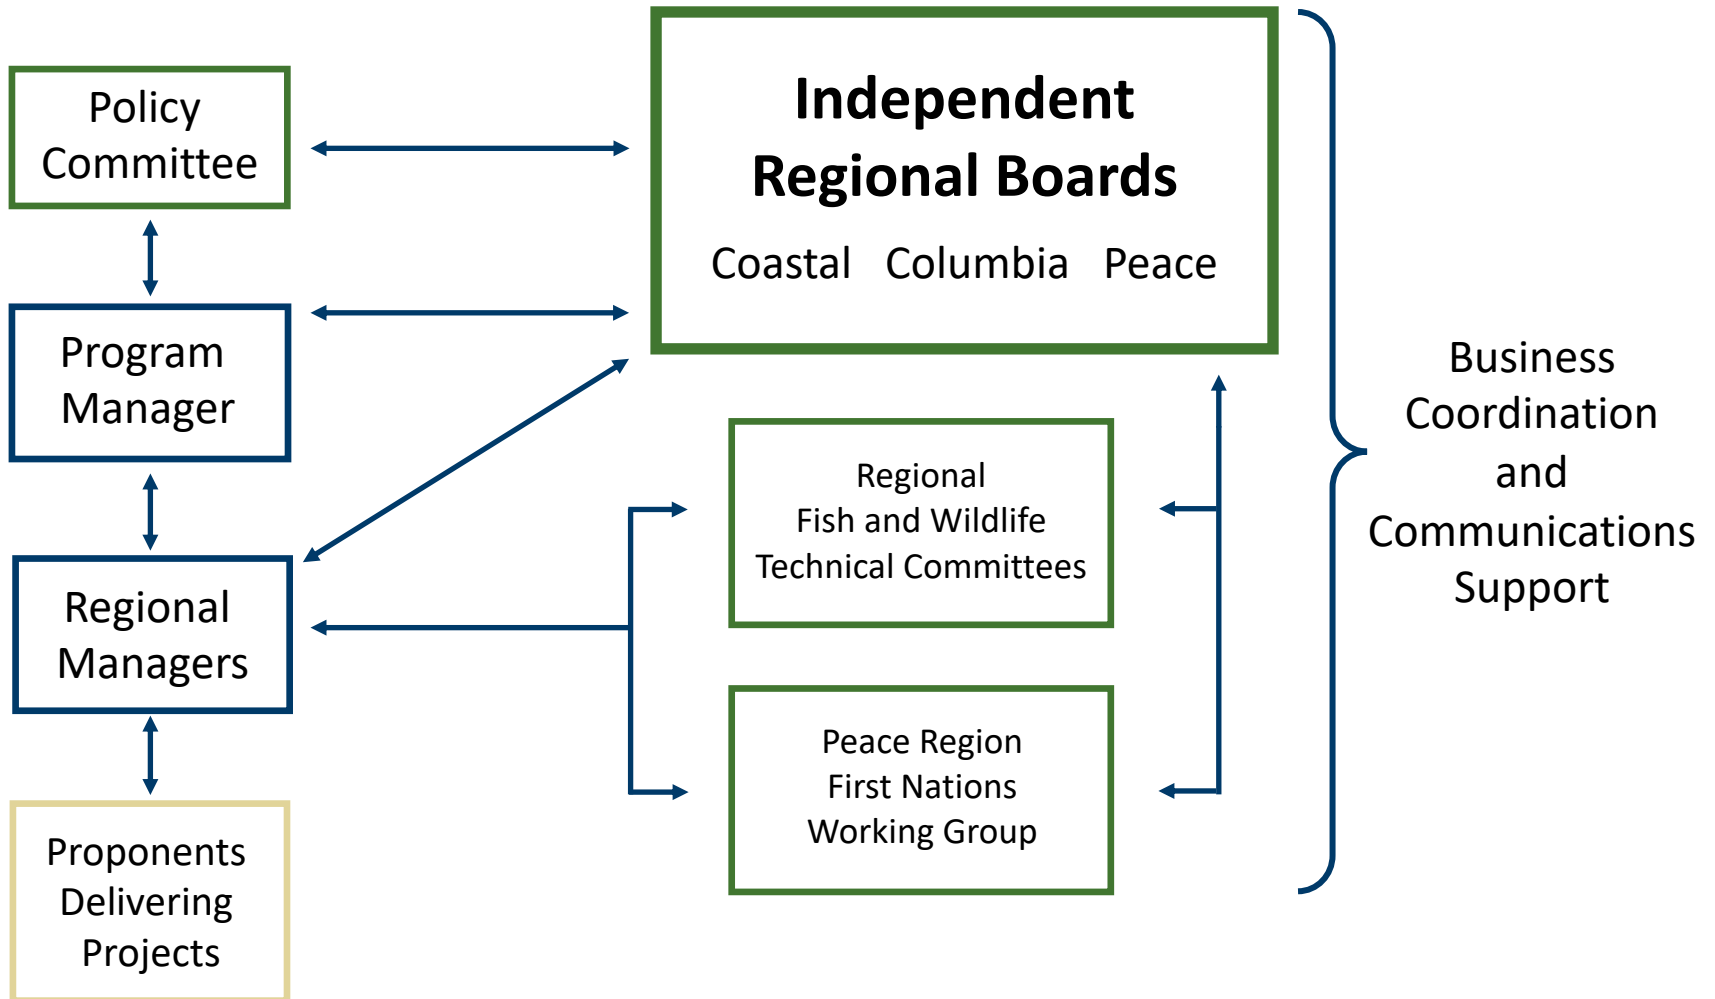 Policy
Committee
Independent
Regional Boards
Coastal Columbia Peace
Program
Manager
Regional
Managers
Proponents
Delivering
Projects
Regional
Fish and Wildlife
Technical Committees
Peace Region
First Nations
Working Group
Business
Coordination
and
Communications
Support